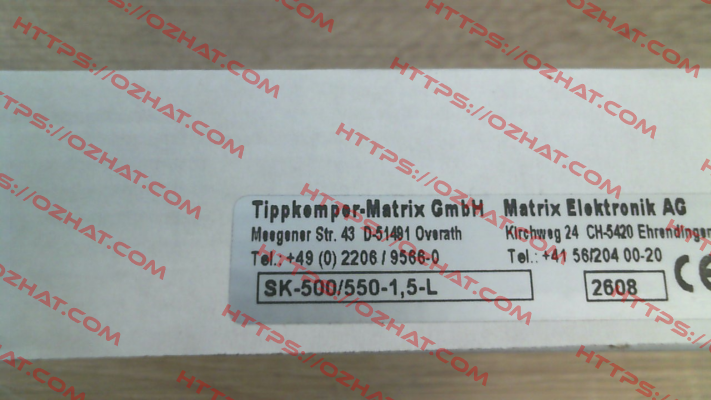 Tippkemper-Matrix GmbH Matrix Elektronik AG
Meegener Str. 43 D-51491 Overath Kirchweg 24 CH-5420 Ehrendingen
Tel.: +49 (0) 2206 / 9566-0 Tel.: +41 56/204 00-20
SK-500/550-1,5-L 2608 CE
HTTPS://OZHAT.COM